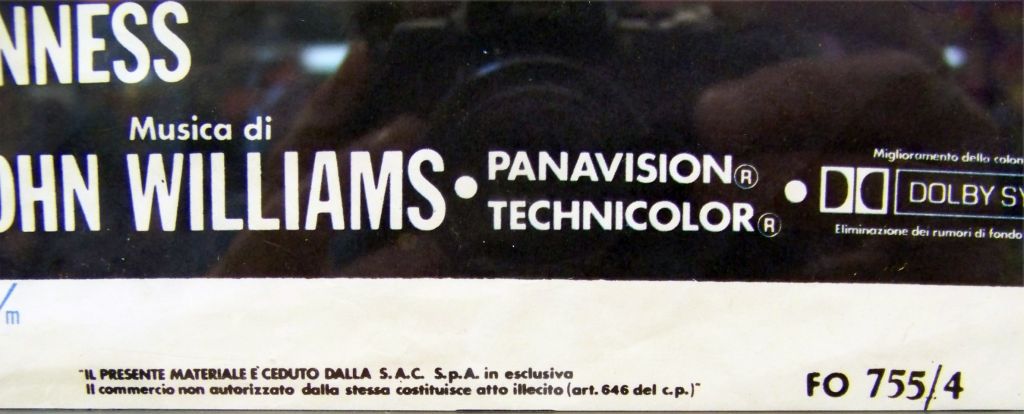 NNESS
Musica di
OHN WILLIAMS • PANAVISION®
TECHNICOLOR®
• Miglioramento della colon
DOLBY SY
Eliminazione dei rumori di fondo
/m
"IL PRESENTE MATERIALE E' CEDUTO DALLA S.A.C. S.p.A. in esclusiva
Il commercio non autorizzato dalla stessa costituisce atto illecito (art. 646 del c.p.)"
FO 755/4